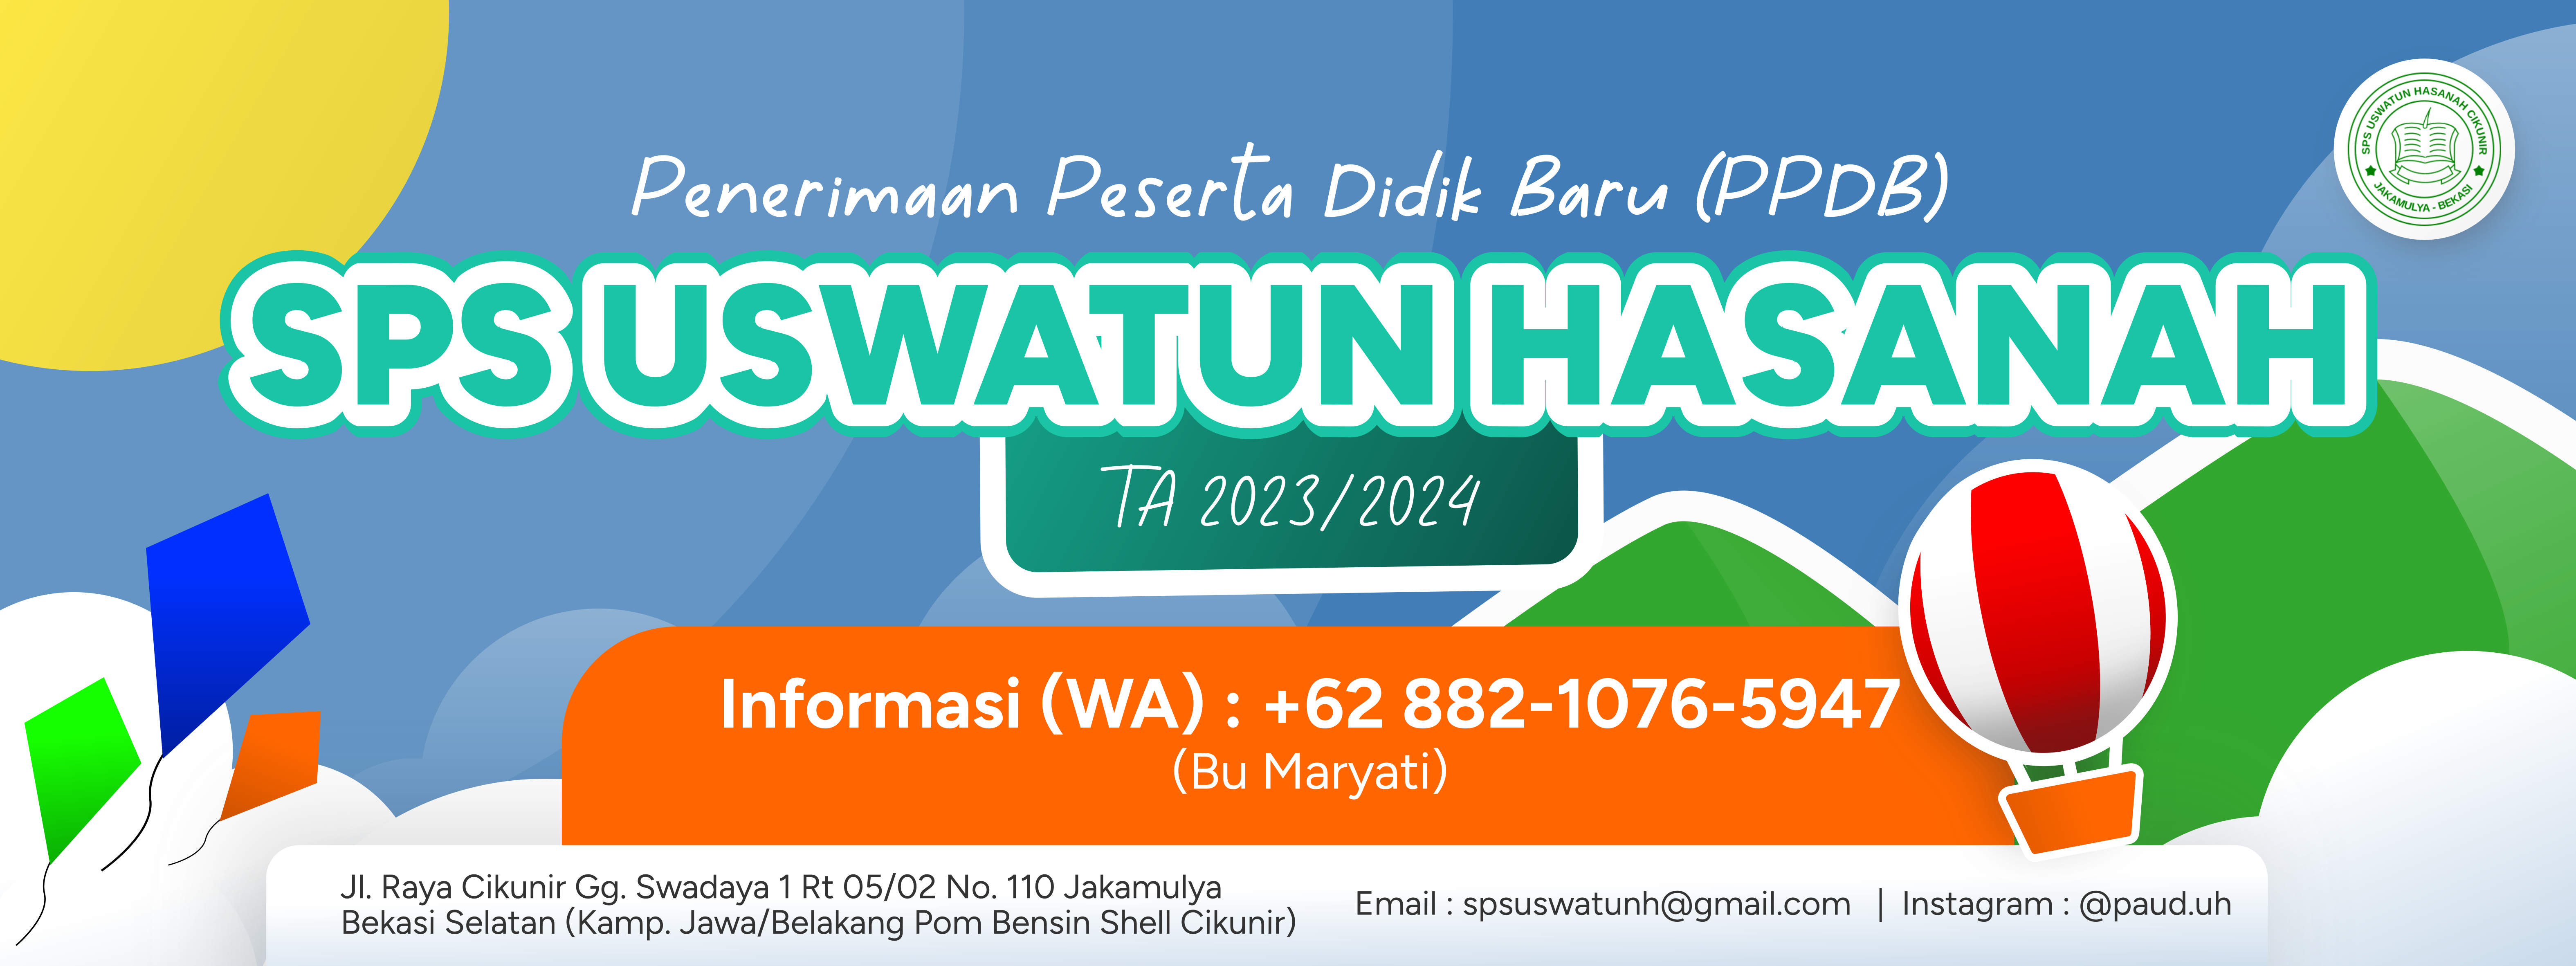 SPS USWATUN HASANAH CIKUNIR
JAKAMULYA - BEKASI
Penerimaan Peserta Didik Baru (PPDB)
SPS USWATUN HASANAH
TA 2023/2024
Informasi (WA) : +62 882-1076-5947
(Bu Maryati)
Jl. Raya Cikunir Gg. Swadaya 1 Rt 05/02 No. 110 Jakamulya
Bekasi Selatan (Kamp. Jawa/Belakang Pom Bensin Shell Cikunir)
Email : spsuswatunh@gmail.com | Instagram : @paud.uh